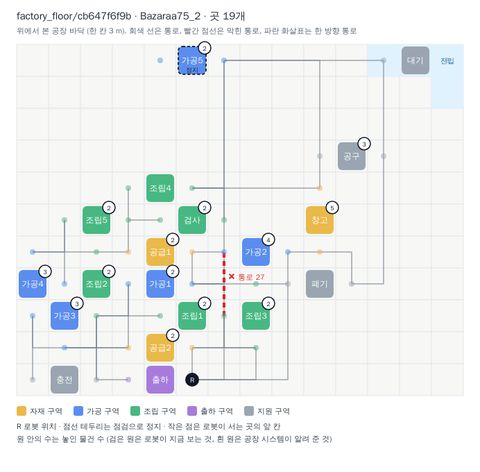 factory_floor/cb647f6f9b · Bazaraa75_2 · 곳 19개
위에서 본 공장 바닥 (한 칸 3 m). 회색 선은 통로, 빨간 점선은 막힌 통로, 파란 화살표는 한 방향 통로
2
가공5
정지
대기
진입
3
공구
조립4
2
조립5
2
검사
5
창고
2
공급1
4
가공2
통로 27
3
가공4
2
조립2
2
가공1
폐기
3
가공3
2
조립1
2
조립3
2
공급2
충전
출하
R
자재 구역
가공 구역
조립 구역
출하 구역
지원 구역
R 로봇 위치 · 점선 테두리는 점검으로 정지 · 작은 점은 로봇이 서는 곳의 앞 칸
원 안의 수는 놓인 물건 수 (검은 원은 로봇이 지금 보는 것, 흰 원은 공장 시스템이 알려 준 것)